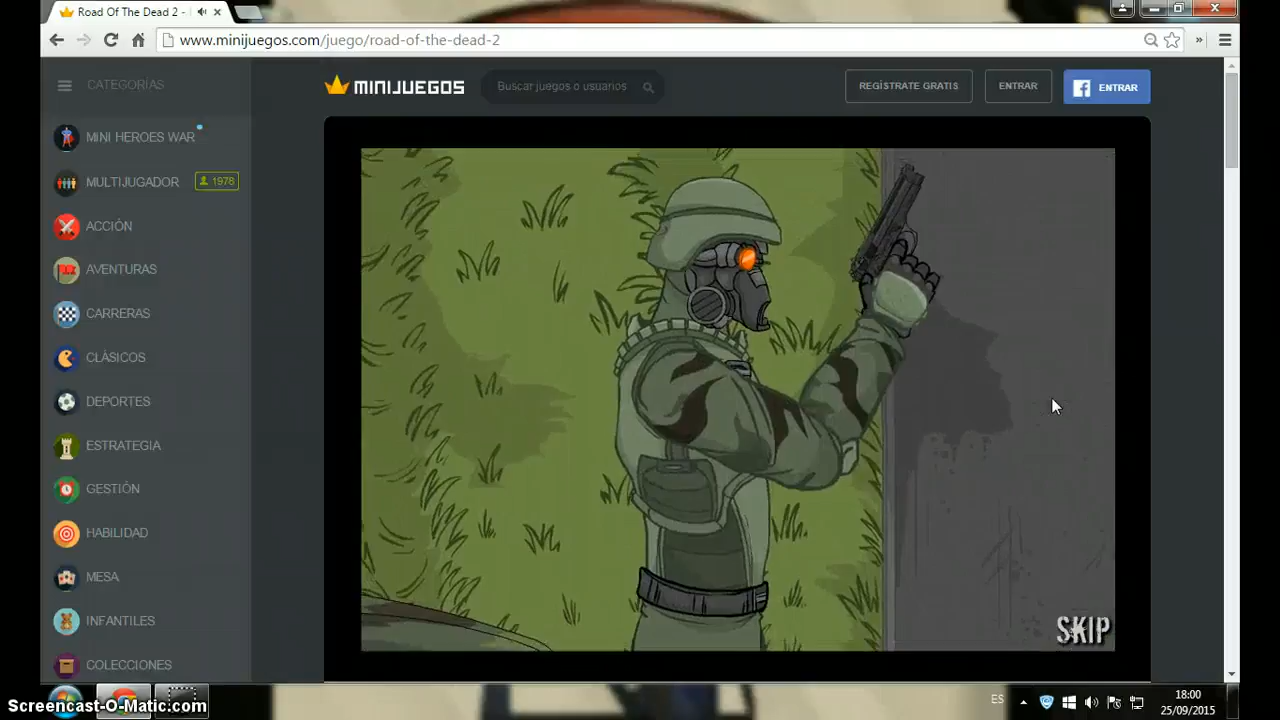 Road Of The Dead 2 -
www.minijuegos.com/juego/road-of-the-dead-2
CATEGORÍAS
MINIJUEGOS
Buscar juegos o usuarios
REGÍSTRATE GRATIS
ENTRAR
ENTRAR
MINI HEROES WAR
MULTIJUGADOR
1978
ACCIÓN
AVENTURAS
CARRERAS
CLÁSICOS
DEPORTES
ESTRATEGIA
GESTIÓN
HABILIDAD
MESA
INFANTILES
COLECCIONES
SKIP
ES
18:00
25/09/2015
Screencast-O-Matic.com